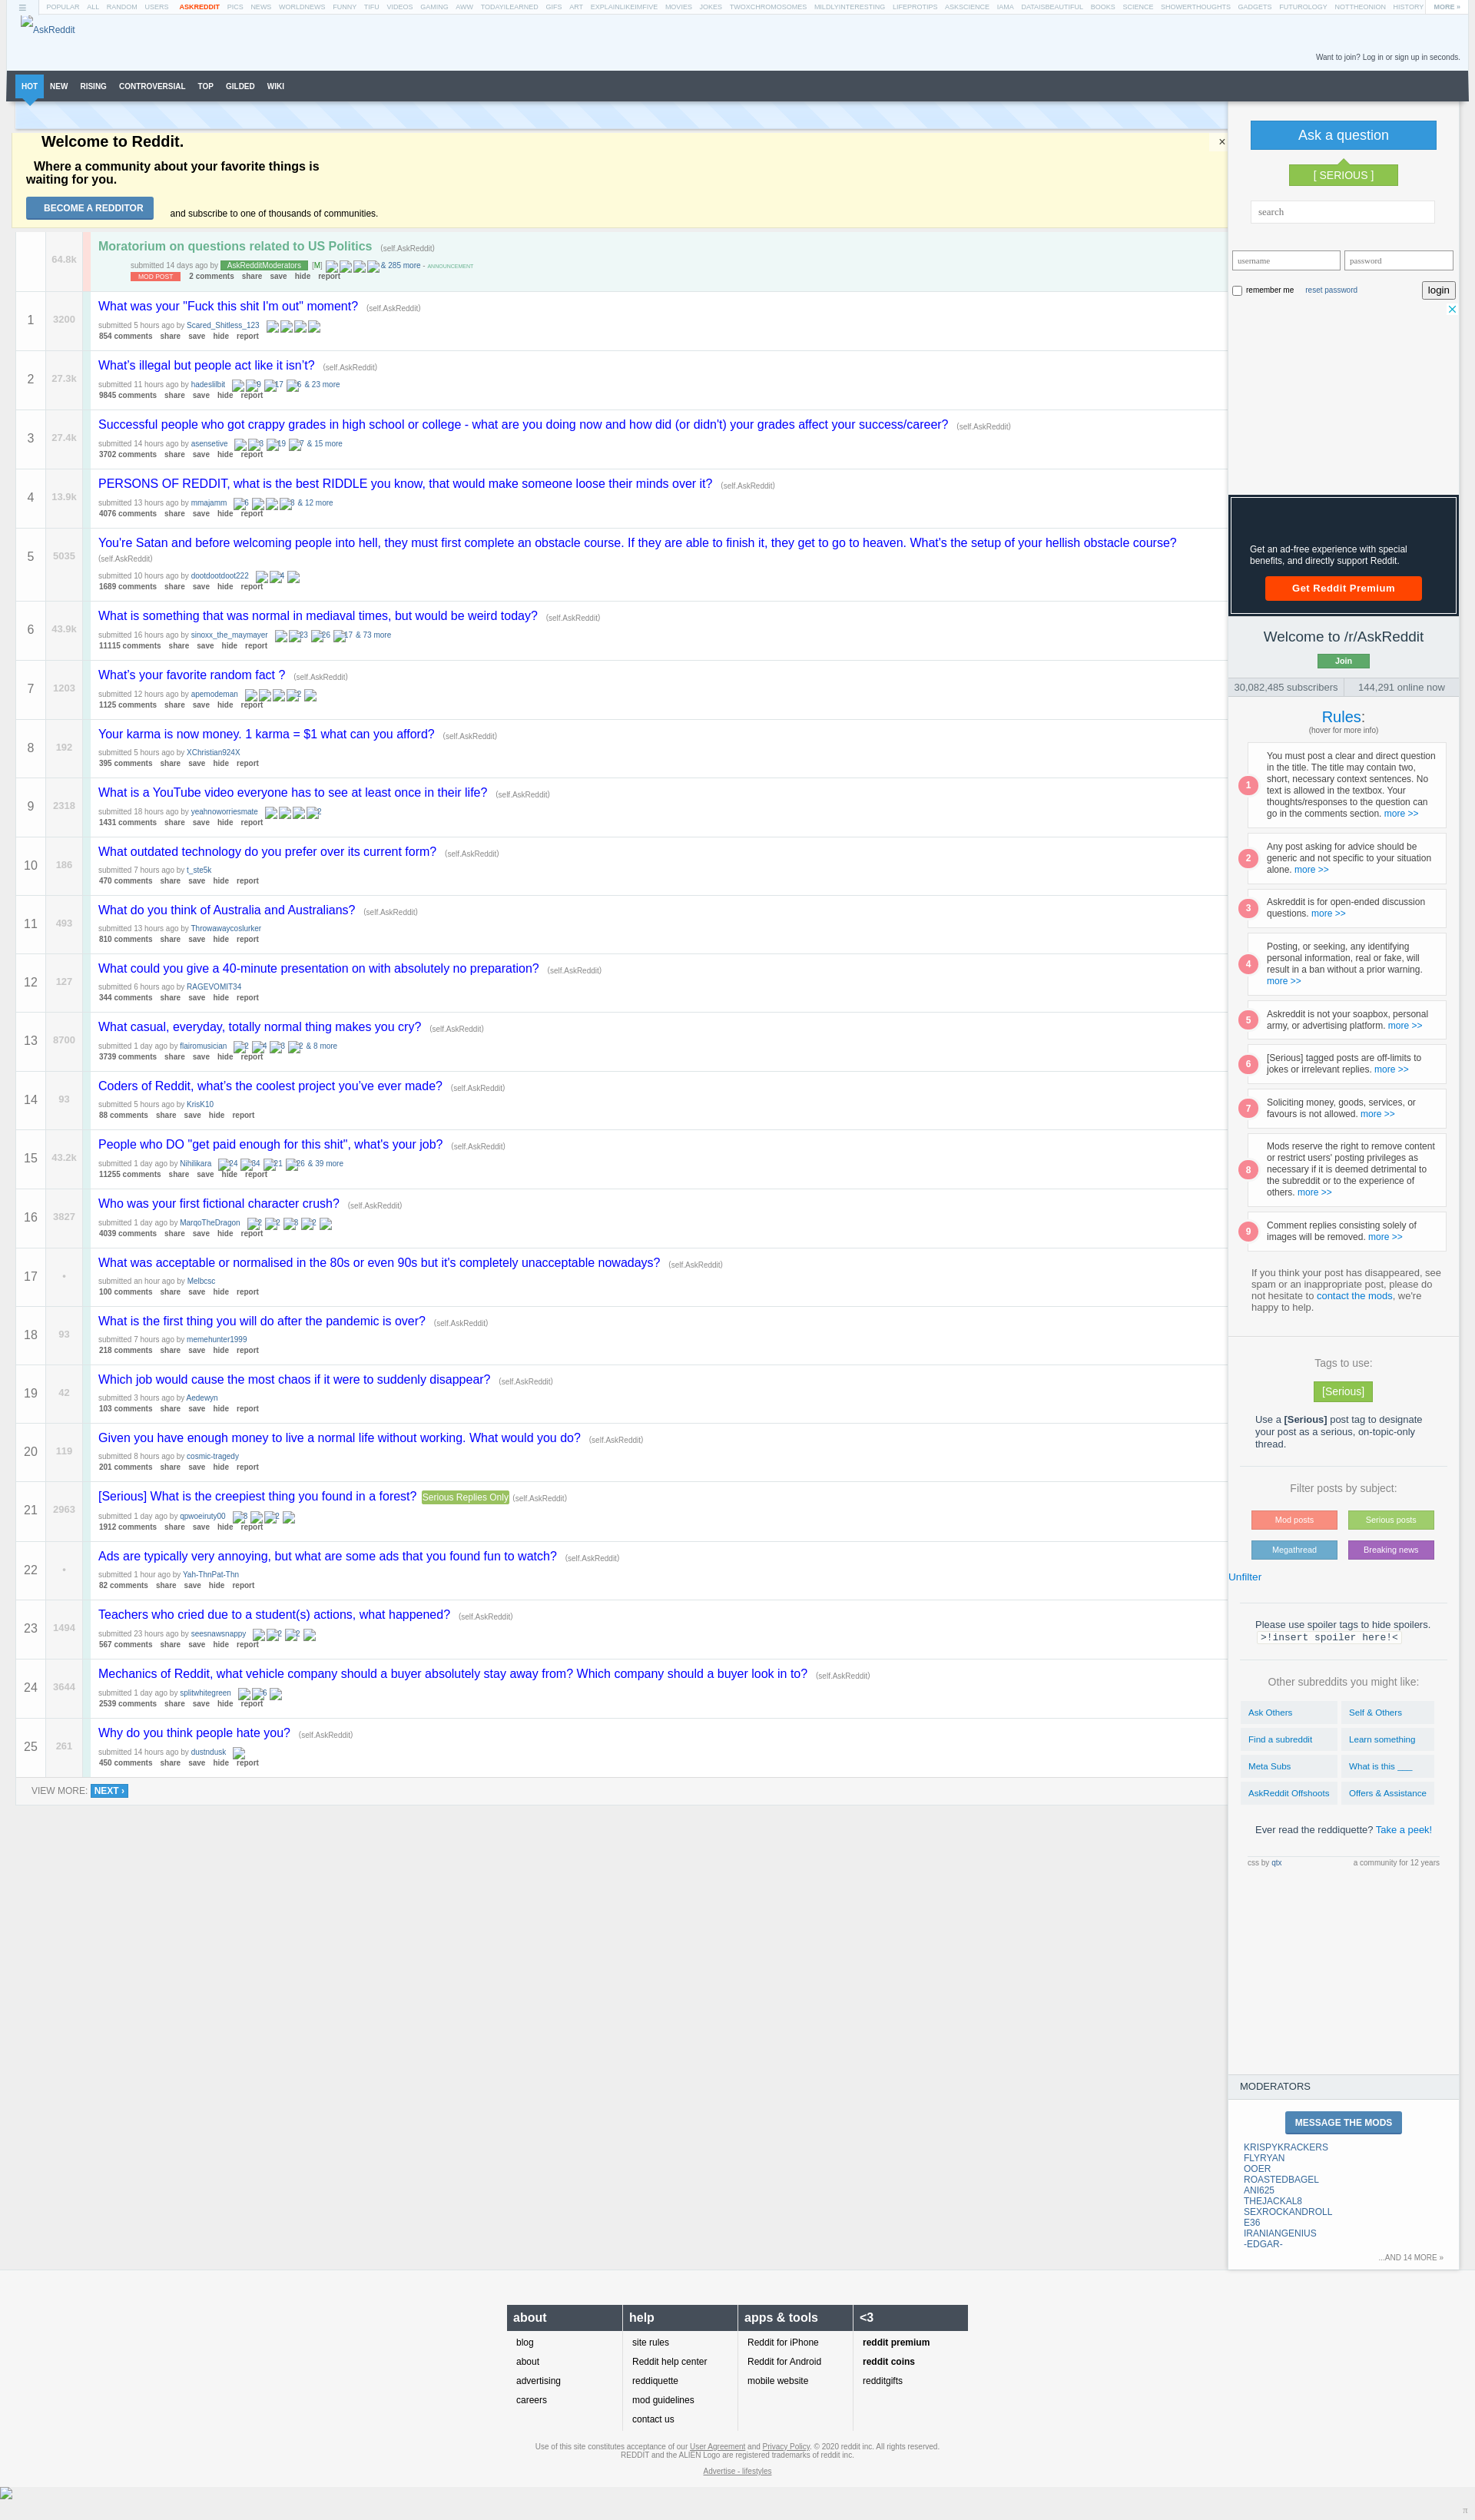 POPULAR ALL RANDOM USERS ASKREDDIT PICS NEWS WORLDNEWS FUNNY TIFU VIDEOS GAMING AWW TODAYILEARNED GIFS ART EXPLAINLIKEIMFIVE MOVIES JOKES TWOXCHROMOSOMES MILDLYINTERESTING LIFEPROTIPS ASKSCIENCE IAMA DATAISBEAUTIFUL BOOKS SCIENCE SHOWERTHOUGHTS GADGETS FUTUROLOGY NOTTHEONION HISTORY MORE »
AskReddit
Want to join? Log in or sign up in seconds.
HOT NEW RISING CONTROVERSIAL TOP GILDED WIKI
Welcome to Reddit.
×
Where a community about your favorite things is
waiting for you.
BECOME A REDDITOR and subscribe to one of thousands of communities.
64.8k
Moratorium on questions related to US Politics (self.AskReddit)
submitted 14 days ago by AskRedditModerators [M] & 285 more - ANNOUNCEMENT
MOD POST 2 comments share save hide report
1 3200
What was your "Fuck this shit I'm out" moment? (self.AskReddit)
submitted 5 hours ago by Scared_Shitless_123
854 comments share save hide report
2 27.3k
What's illegal but people act like it isn't? (self.AskReddit)
submitted 11 hours ago by hadeslilbit 9 17 6 & 23 more
9845 comments share save hide report
3 27.4k
Successful people who got crappy grades in high school or college - what are you doing now and how did (or didn't) your grades affect your success/career? (self.AskReddit)
submitted 14 hours ago by asensetive 3 19 7 & 15 more
3702 comments share save hide report
4 13.9k
PERSONS OF REDDIT, what is the best RIDDLE you know, that would make someone loose their minds over it? (self.AskReddit)
submitted 13 hours ago by mmajamm 6 3 & 12 more
4076 comments share save hide report
5 5035
You're Satan and before welcoming people into hell, they must first complete an obstacle course. If they are able to finish it, they get to go to heaven. What's the setup of your hellish obstacle course?
(self.AskReddit)
submitted 10 hours ago by dootdootdoot222 4
1689 comments share save hide report
6 43.9k
What is something that was normal in mediaval times, but would be weird today? (self.AskReddit)
submitted 16 hours ago by sinoxx_the_maymayer 23 26 17 & 73 more
11115 comments share save hide report
7 1203
What's your favorite random fact ? (self.AskReddit)
submitted 12 hours ago by apemodeman 2
1125 comments share save hide report
8 192
Your karma is now money. 1 karma = $1 what can you afford? (self.AskReddit)
submitted 5 hours ago by XChristian924X
395 comments share save hide report
9 2318
What is a YouTube video everyone has to see at least once in their life? (self.AskReddit)
submitted 18 hours ago by yeahnoworriesmate 2
1431 comments share save hide report
10 186
What outdated technology do you prefer over its current form? (self.AskReddit)
submitted 7 hours ago by t_ste5k
470 comments share save hide report
11 493
What do you think of Australia and Australians? (self.AskReddit)
submitted 13 hours ago by Throwawaycoslurker
810 comments share save hide report
12 127
What could you give a 40-minute presentation on with absolutely no preparation? (self.AskReddit)
submitted 6 hours ago by RAGEVOMIT34
344 comments share save hide report
13 8700
What casual, everyday, totally normal thing makes you cry? (self.AskReddit)
submitted 1 day ago by flairomusician 2 4 3 2 & 8 more
3739 comments share save hide report
14 93
Coders of Reddit, what's the coolest project you've ever made? (self.AskReddit)
submitted 5 hours ago by KrisK10
88 comments share save hide report
15 43.2k
People who DO "get paid enough for this shit", what's your job? (self.AskReddit)
submitted 1 day ago by Nihilikara 24 34 21 26 & 39 more
11255 comments share save hide report
16 3827
Who was your first fictional character crush? (self.AskReddit)
submitted 1 day ago by MarqoTheDragon 2 2 3 2
4039 comments share save hide report
17 •
What was acceptable or normalised in the 80s or even 90s but it's completely unacceptable nowadays? (self.AskReddit)
submitted an hour ago by Melbcsc
100 comments share save hide report
18 93
What is the first thing you will do after the pandemic is over? (self.AskReddit)
submitted 7 hours ago by memehunter1999
218 comments share save hide report
19 42
Which job would cause the most chaos if it were to suddenly disappear? (self.AskReddit)
submitted 3 hours ago by Aedewyn
103 comments share save hide report
20 119
Given you have enough money to live a normal life without working. What would you do? (self.AskReddit)
submitted 8 hours ago by cosmic-tragedy
201 comments share save hide report
21 2963
[Serious] What is the creepiest thing you found in a forest? Serious Replies Only (self.AskReddit)
submitted 1 day ago by qpwoeiruty00 8 2
1912 comments share save hide report
22 •
Ads are typically very annoying, but what are some ads that you found fun to watch? (self.AskReddit)
submitted 1 hour ago by Yah-ThnPat-Thn
82 comments share save hide report
23 1494
Teachers who cried due to a student(s) actions, what happened? (self.AskReddit)
submitted 23 hours ago by seesnawsnappy 2 2
567 comments share save hide report
24 3644
Mechanics of Reddit, what vehicle company should a buyer absolutely stay away from? Which company should a buyer look in to? (self.AskReddit)
submitted 1 day ago by splitwhitegreen 6
2539 comments share save hide report
25 261
Why do you think people hate you? (self.AskReddit)
submitted 14 hours ago by dustndusk
450 comments share save hide report
VIEW MORE: NEXT ›
Ask a question
[ SERIOUS ]
search
username password
remember me reset password login
Get an ad-free experience with special
benefits, and directly support Reddit.
Get Reddit Premium
Welcome to /r/AskReddit
Join
30,082,485 subscribers 144,291 online now
Rules:
(hover for more info)
1 You must post a clear and direct question
in the title. The title may contain two,
short, necessary context sentences. No
text is allowed in the textbox. Your
thoughts/responses to the question can
go in the comments section. more >>
2 Any post asking for advice should be
generic and not specific to your situation
alone. more >>
3 Askreddit is for open-ended discussion
questions. more >>
4 Posting, or seeking, any identifying
personal information, real or fake, will
result in a ban without a prior warning.
more >>
5 Askreddit is not your soapbox, personal
army, or advertising platform. more >>
6 [Serious] tagged posts are off-limits to
jokes or irrelevant replies. more >>
7 Soliciting money, goods, services, or
favours is not allowed. more >>
8 Mods reserve the right to remove content
or restrict users' posting privileges as
necessary if it is deemed detrimental to
the subreddit or to the experience of
others. more >>
9 Comment replies consisting solely of
images will be removed. more >>
If you think your post has disappeared, see
spam or an inappropriate post, please do
not hesitate to contact the mods, we're
happy to help.
Tags to use:
[Serious]
Use a [Serious] post tag to designate
your post as a serious, on-topic-only
thread.
Filter posts by subject:
Mod posts Serious posts
Megathread Breaking news
Unfilter
Please use spoiler tags to hide spoilers.
>!insert spoiler here!<
Other subreddits you might like:
Ask Others Self & Others
Find a subreddit Learn something
Meta Subs What is this ___
AskReddit Offshoots Offers & Assistance
Ever read the reddiquette? Take a peek!
css by qtx a community for 12 years
MODERATORS
MESSAGE THE MODS
KRISPYKRACKERS
FLYRYAN
OOER
ROASTEDBAGEL
ANI625
THEJACKAL8
SEXROCKANDROLL
E36
IRANIANGENIUS
-EDGAR-
...AND 14 MORE »
about help apps & tools <3
blog site rules Reddit for iPhone reddit premium
about Reddit help center Reddit for Android reddit coins
advertising reddiquette mobile website redditgifts
careers mod guidelines
contact us
Use of this site constitutes acceptance of our User Agreement and Privacy Policy. © 2020 reddit inc. All rights reserved.
REDDIT and the ALIEN Logo are registered trademarks of reddit inc.
Advertise - lifestyles
π